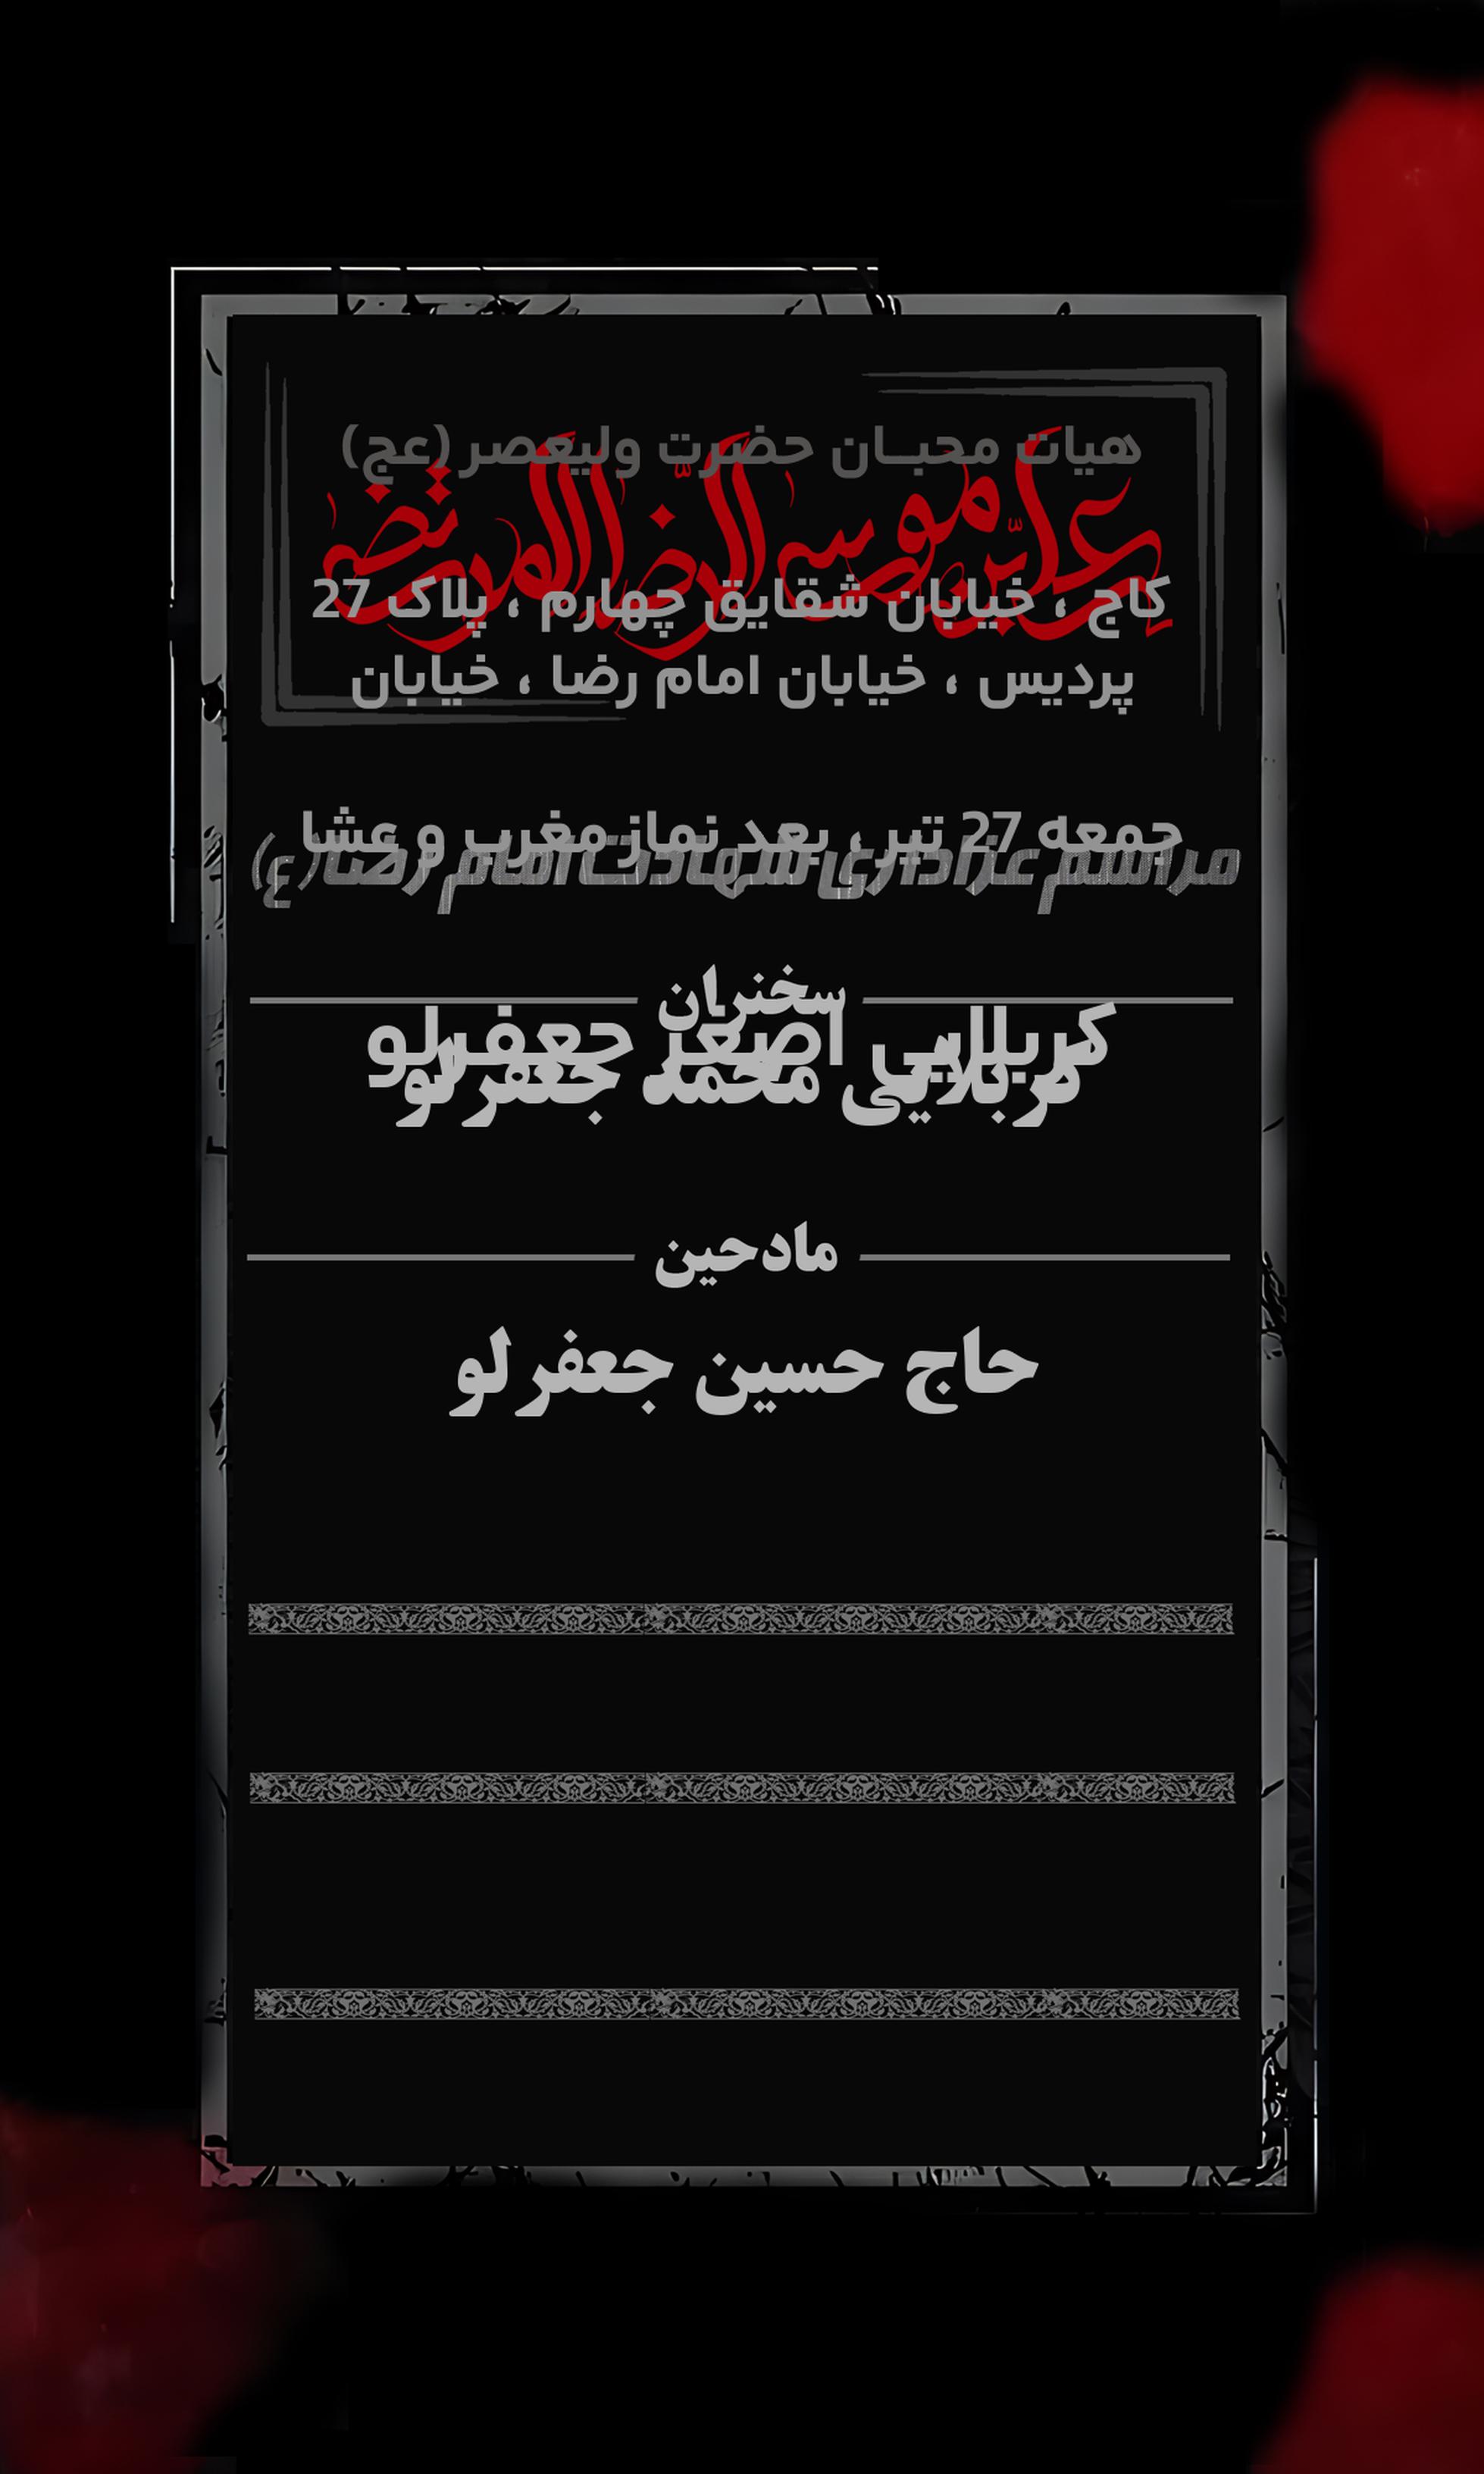 هیات محبــان حضرت ولیعصر (عج)
علی بن موسی الرضا المرتضی
کاج ، خیابان شقایق چهارم ، پلاک 27
پردیس ، خیابان امام رضا ، خیابان
جمعه 27 تیر ، بعد نماز مغرب و عشا
مراسم عزاداری شهادت امام رضا (ع)
سخنران
کربلایی اصغر جعفرلو
کربلایی محمد جعفرلو
مادحین
حاج حسین جعفرلو